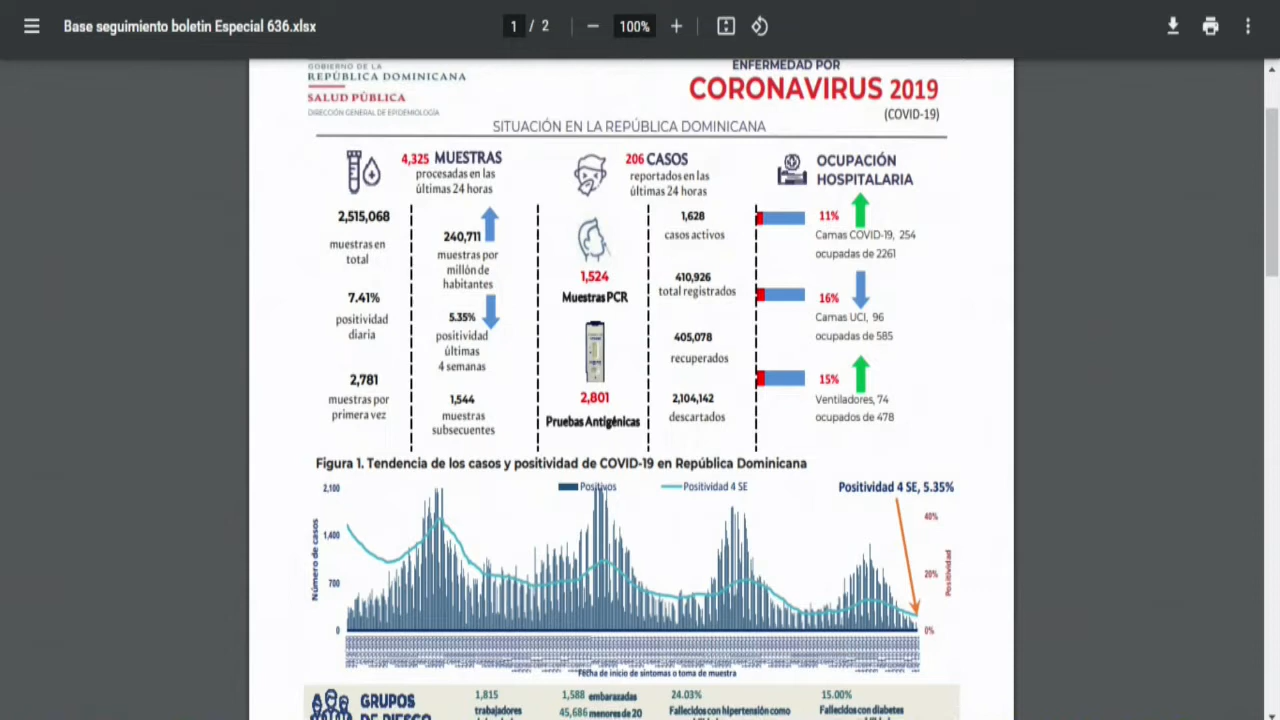 Base seguimiento boletin Especial 636.xlsx
1 / 2
100%
GOBIERNO DE LA
REPÚBLICA DOMINICANA
SALUD PÚBLICA
DIRECCIÓN GENERAL DE EPIDEMIOLOGÍA
ENFERMEDAD POR
CORONAVIRUS 2019
(COVID-19)
SITUACIÓN EN LA REPÚBLICA DOMINICANA
4,325 MUESTRAS
procesadas en las
últimas 24 horas
2,515,068
muestras en
total
7.41%
positividad
diaria
2,781
muestras por
primera vez
240,711
muestras por
millón de
habitantes
5.35%
positividad
últimas
4 semanas
1,544
muestras
subsecuentes
206 CASOS
reportados en las
últimas 24 horas
1,524
Muestras PCR
2,801
Pruebas Antigénicas
1,628
casos activos
410,926
total registrados
405,078
recuperados
2,104,142
descartados
OCUPACIÓN
HOSPITALARIA
11%
Camas COVID-19, 254
ocupadas de 2261
16%
Camas UCI, 96
ocupadas de 585
15%
Ventiladores, 74
ocupados de 478
Figura 1. Tendencia de los casos y positividad de COVID-19 en República Dominicana
Positivos
Positividad 4 SE
Positividad 4 SE, 5.35%
Número de casos
2,100
1,400
700
0
40%
20%
0%
Positividad
Fecha de inicio de sintomas o toma de muestra
GRUPOS
DE RIESGO
1,815
trabajadores
1,588 embarazadas
45,686 menores de 20
24.03%
Fallecidos con hipertensión como
15.00%
Fallecidos con diabetes